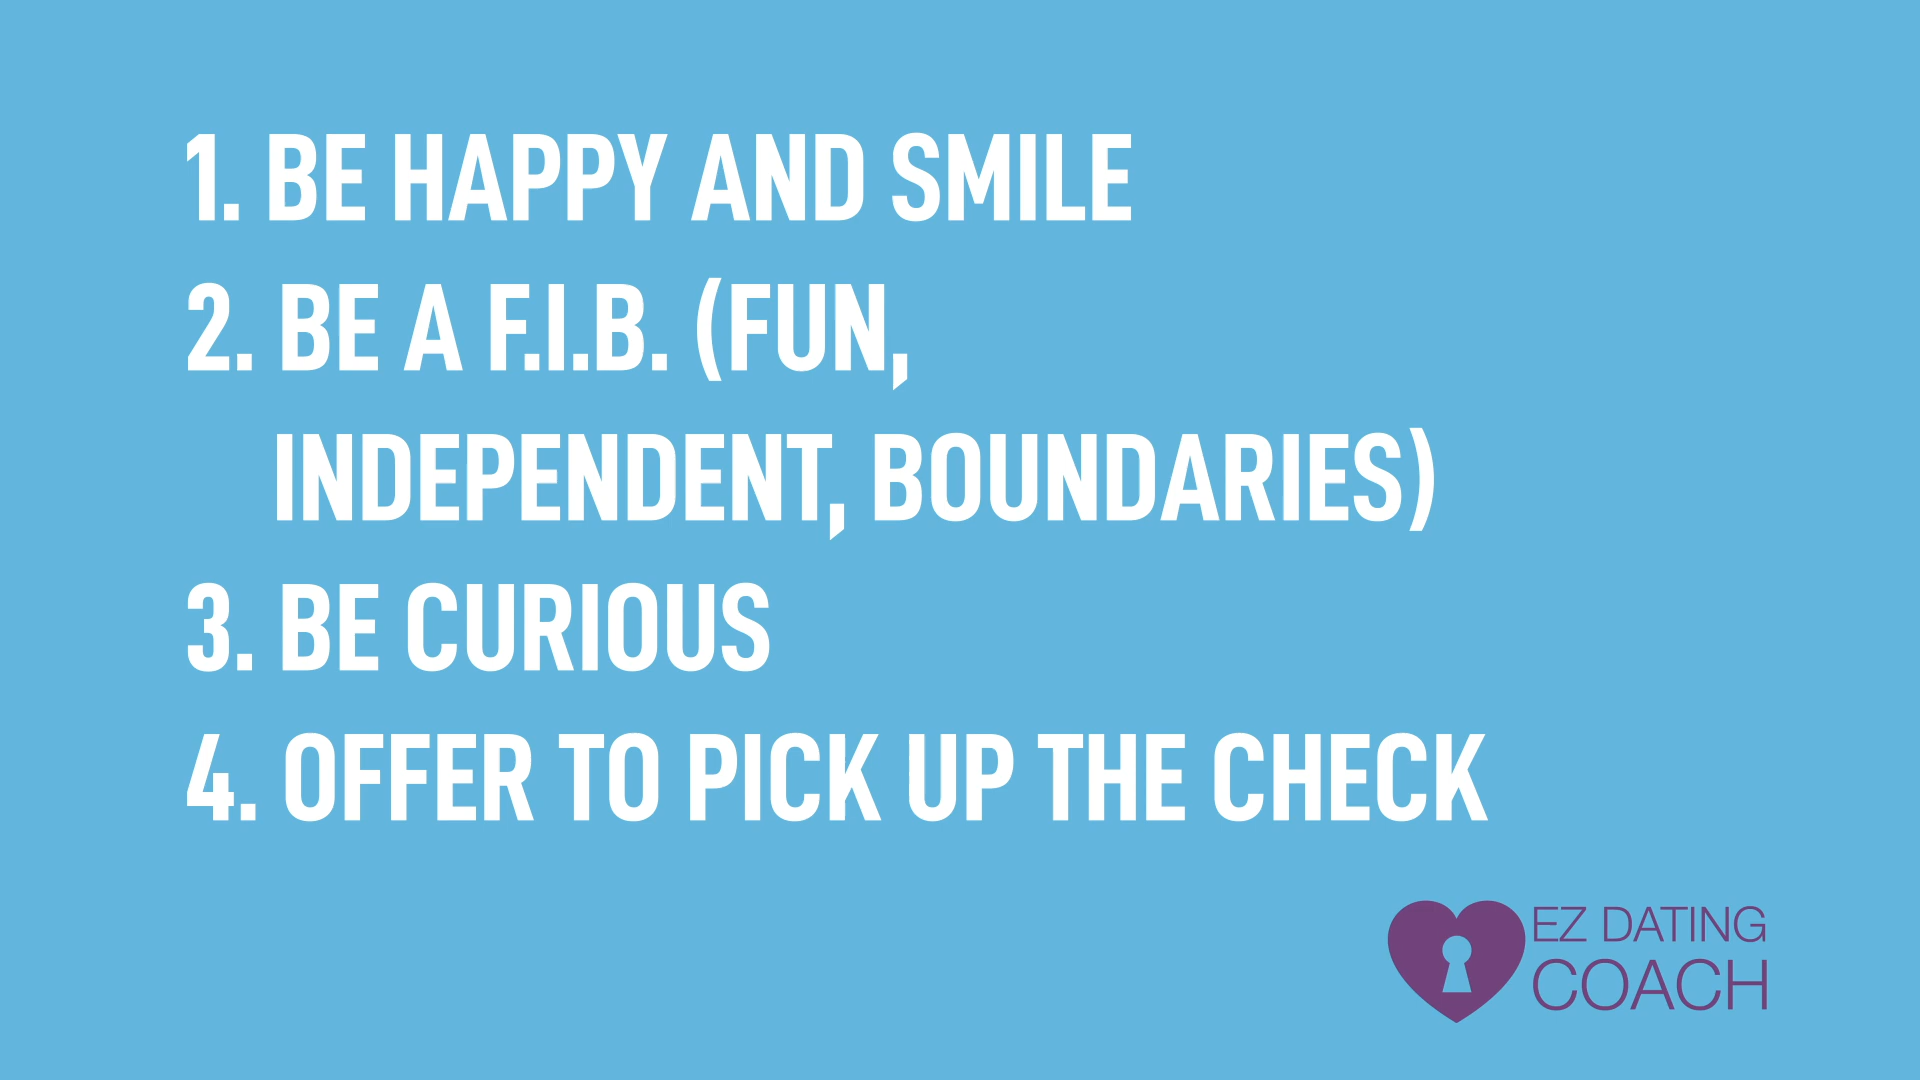 1. BE HAPPY AND SMILE
2. BE A F.I.B. (FUN,
INDEPENDENT, BOUNDARIES)
3. BE CURIOUS
4. OFFER TO PICK UP THE CHECK
EZ DATING
COACH